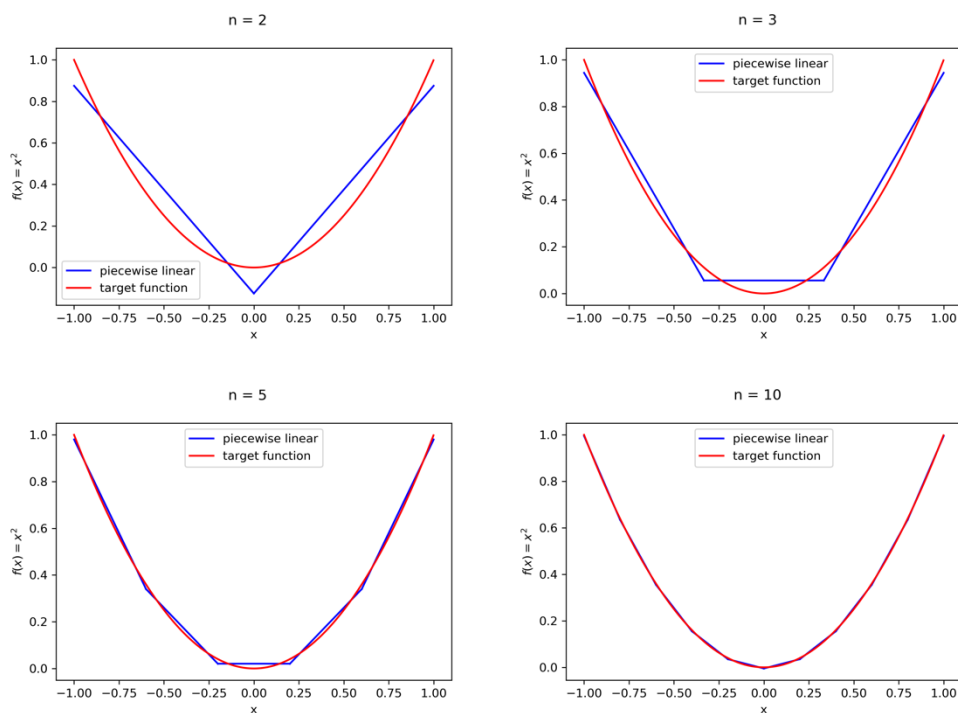 n = 2
f(x) = x²
1.0
0.8
0.6
0.4
0.2
0.0
piecewise linear
target function
−1.00 −0.75 −0.50 −0.25 0.00 0.25 0.50 0.75 1.00
x
n = 3
f(x) = x²
1.0
0.8
0.6
0.4
0.2
0.0
piecewise linear
target function
−1.00 −0.75 −0.50 −0.25 0.00 0.25 0.50 0.75 1.00
x
n = 5
f(x) = x²
1.0
0.8
0.6
0.4
0.2
0.0
piecewise linear
target function
−1.00 −0.75 −0.50 −0.25 0.00 0.25 0.50 0.75 1.00
x
n = 10
f(x) = x²
1.0
0.8
0.6
0.4
0.2
0.0
piecewise linear
target function
−1.00 −0.75 −0.50 −0.25 0.00 0.25 0.50 0.75 1.00
x